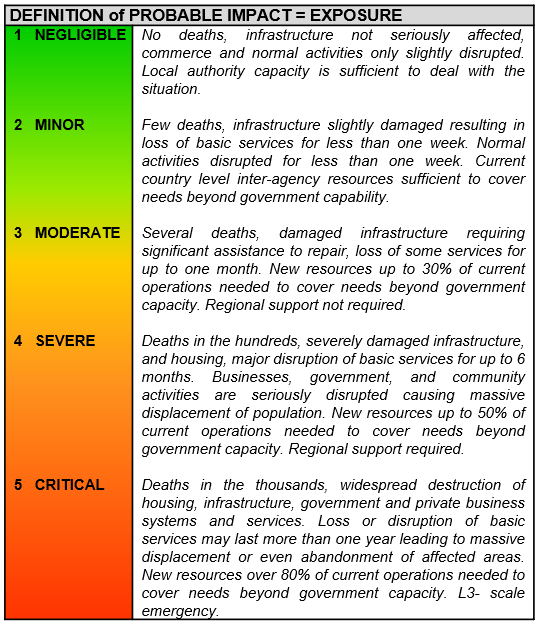 DEFINITION of PROBABLE IMPACT = EXPOSURE
1 NEGLIGIBLE No deaths, infrastructure not seriously affected,
commerce and normal activities only slightly disrupted.
Local authority capacity is sufficient to deal with the
situation.
2 MINOR Few deaths, infrastructure slightly damaged resulting in
loss of basic services for less than one week. Normal
activities disrupted for less than one week. Current
country level inter-agency resources sufficient to cover
needs beyond government capability.
3 MODERATE Several deaths, damaged infrastructure requiring
significant assistance to repair, loss of some services for
up to one month. New resources up to 30% of current
operations needed to cover needs beyond government
capacity. Regional support not required.
4 SEVERE Deaths in the hundreds, severely damaged infrastructure,
and housing, major disruption of basic services for up to 6
months. Businesses, government, and community
activities are seriously disrupted causing massive
displacement of population. New resources up to 50% of
current operations needed to cover needs beyond
government capacity. Regional support required.
5 CRITICAL Deaths in the thousands, widespread destruction of
housing, infrastructure, government and private business
systems and services. Loss or disruption of basic
services may last more than one year leading to massive
displacement or even abandonment of affected areas.
New resources over 80% of current operations needed to
cover needs beyond government capacity. L3- scale
emergency.